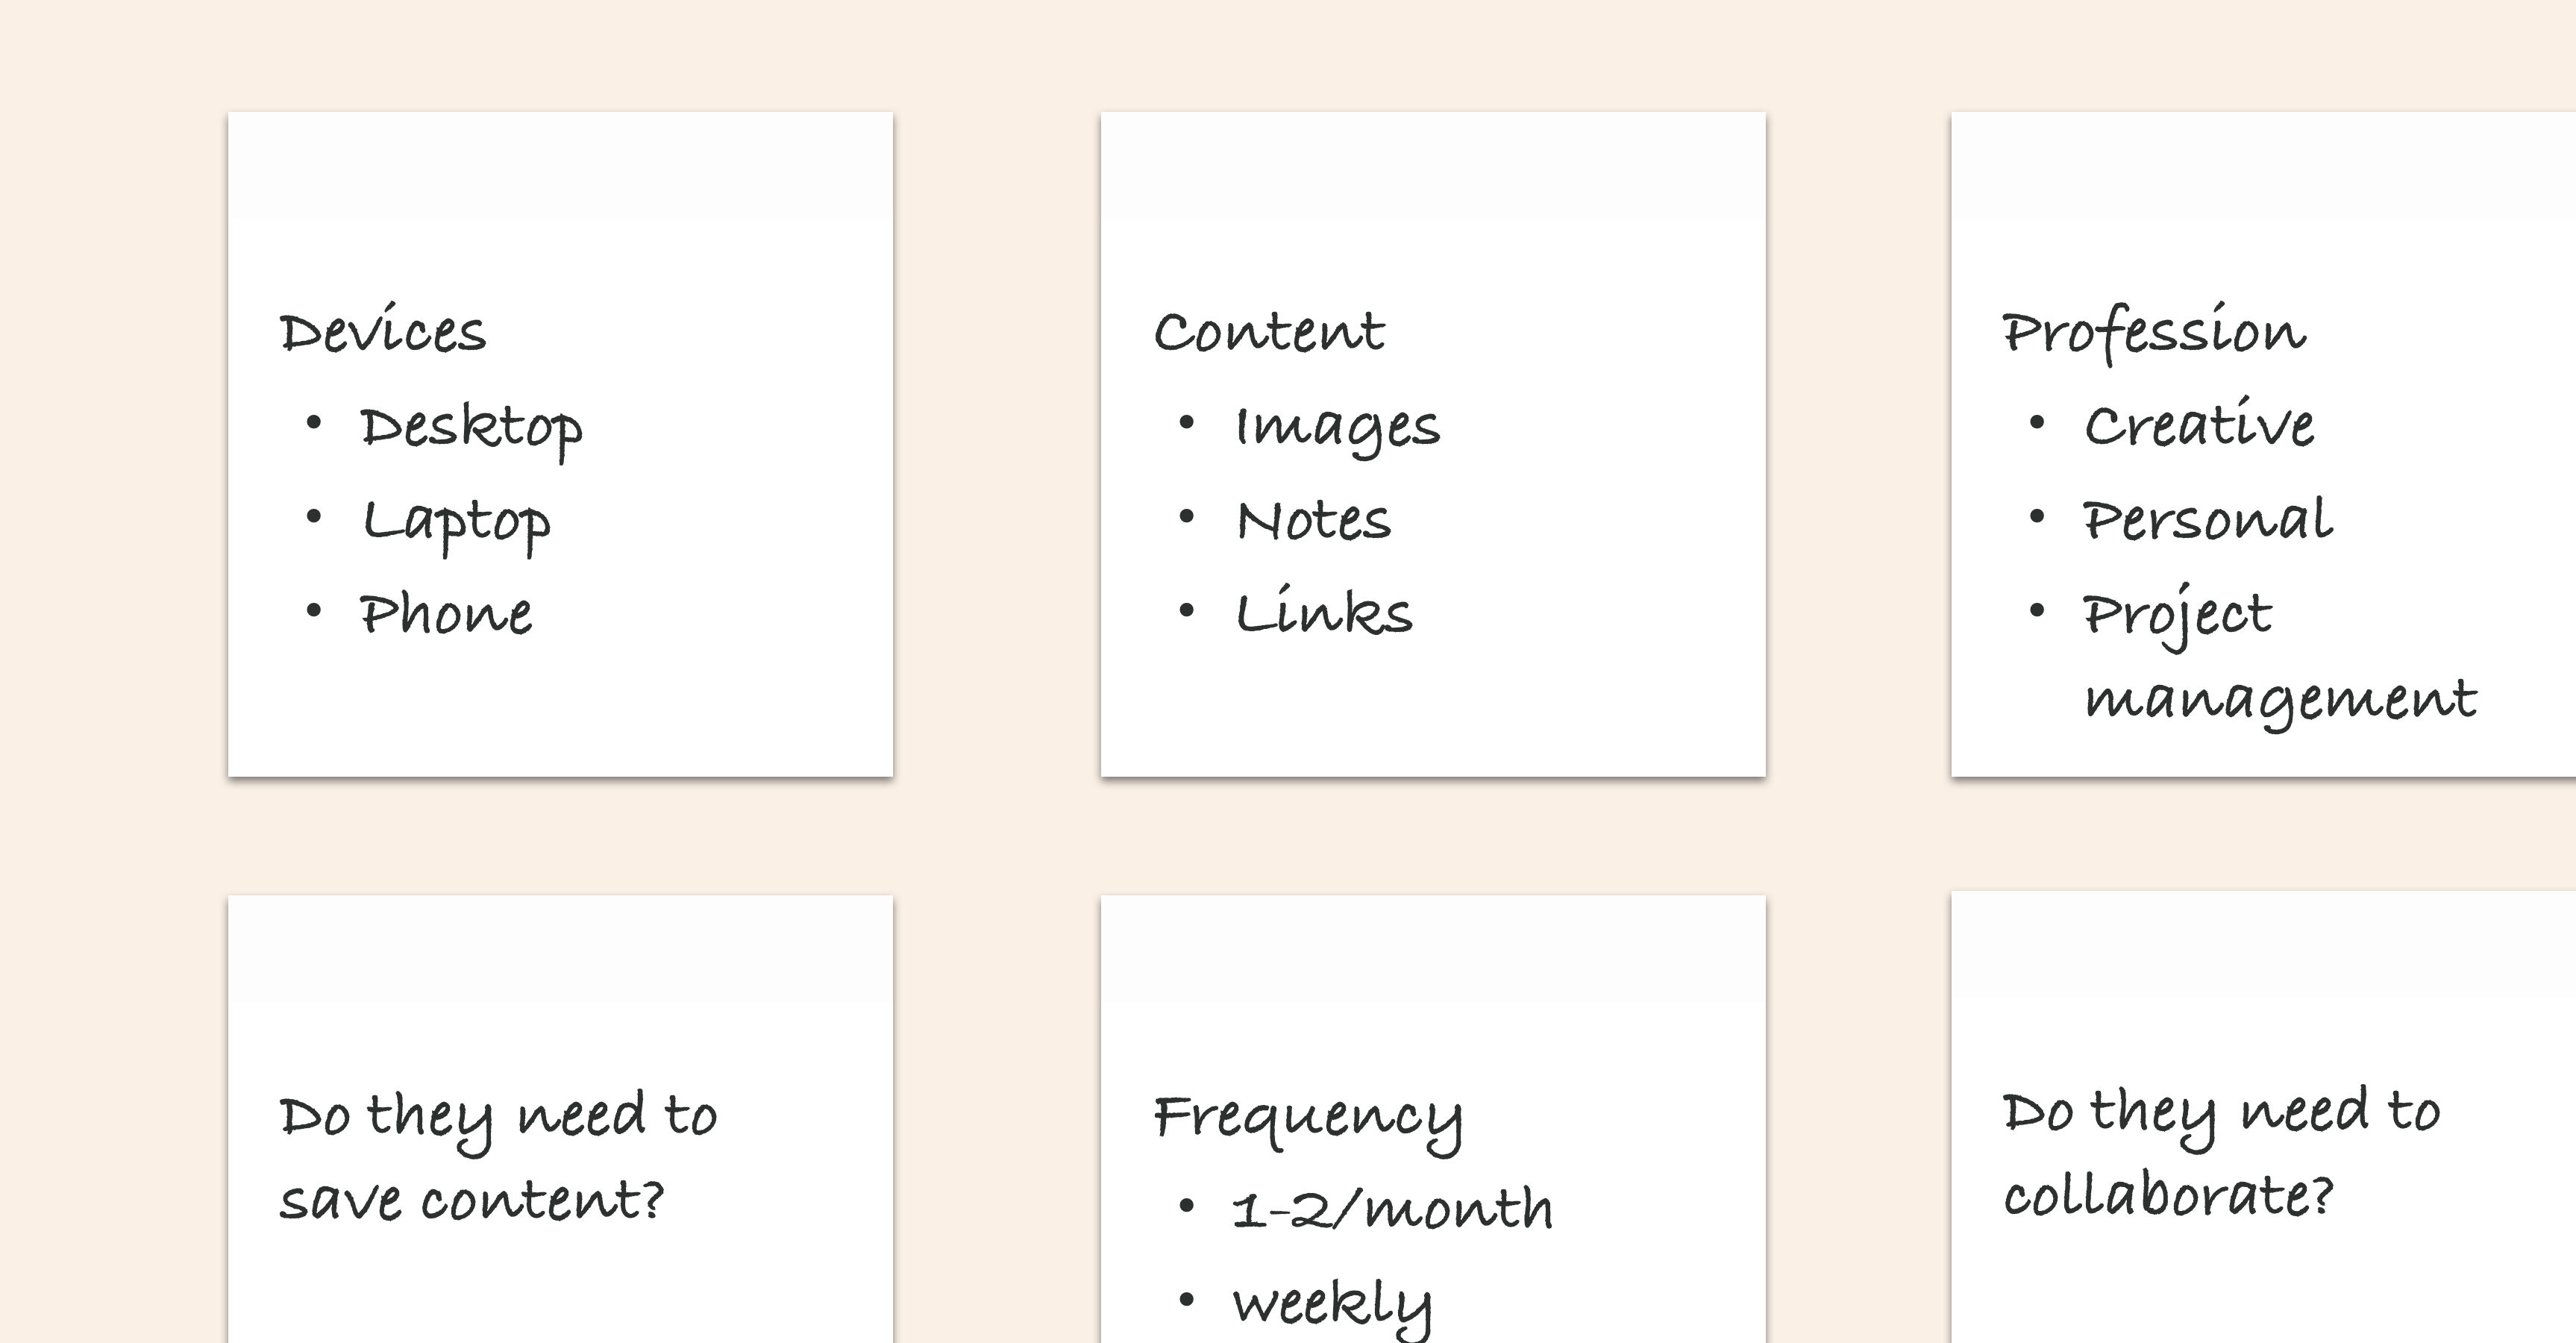 Devices
• Desktop
• Laptop
• Phone
Content
• Images
• Notes
• Links
Profession
• Creative
• Personal
• Project
management
Do they need to
save content?
Frequency
• 1-2/month
• weekly
Do they need to
collaborate?